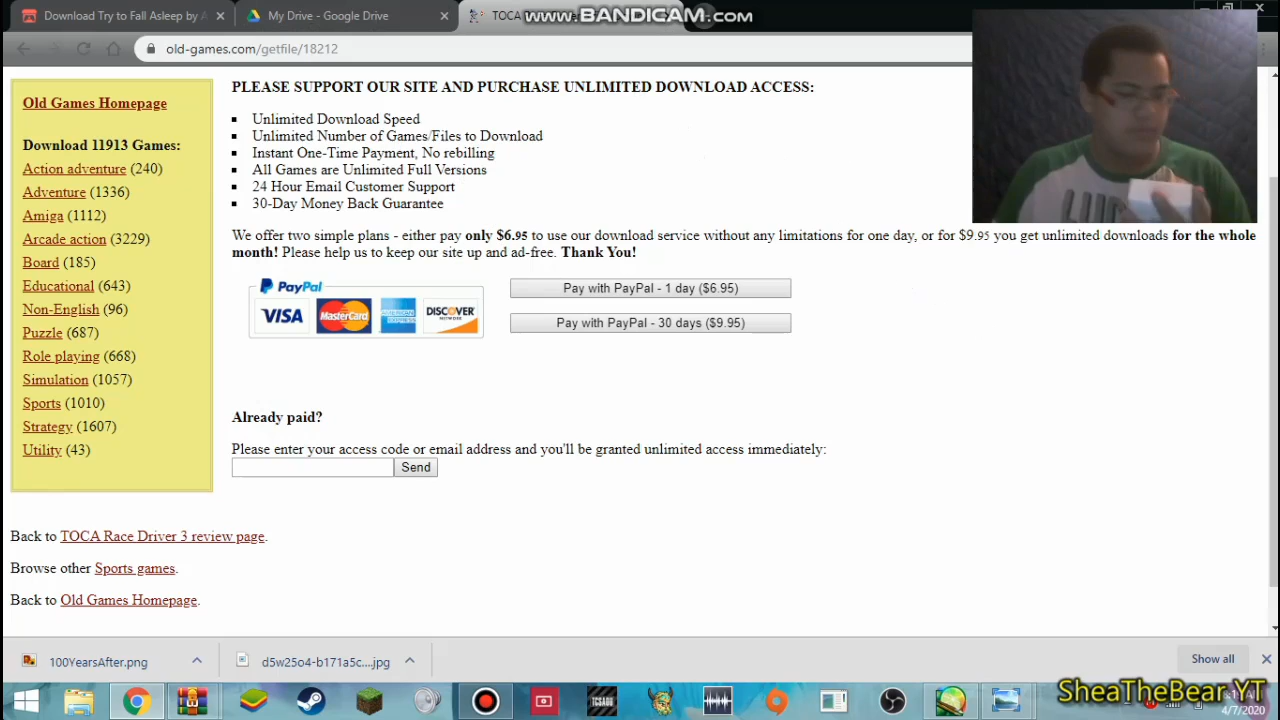 Download Try to Fall Asleep by A
My Drive - Google Drive
TOCA
www.BANDICAM.com
old-games.com/getfile/18212
Old Games Homepage
Download 11913 Games:
Action adventure (240)
Adventure (1336)
Amiga (1112)
Arcade action (3229)
Board (185)
Educational (643)
Non-English (96)
Puzzle (687)
Role playing (668)
Simulation (1057)
Sports (1010)
Strategy (1607)
Utility (43)
PLEASE SUPPORT OUR SITE AND PURCHASE UNLIMITED DOWNLOAD ACCESS:
Unlimited Download Speed
Unlimited Number of Games/Files to Download
Instant One-Time Payment, No rebilling
All Games are Unlimited Full Versions
24 Hour Email Customer Support
30-Day Money Back Guarantee
We offer two simple plans - either pay only $6.95 to use our download service without any limitations for one day, or for $9.95 you get unlimited downloads for the whole
month! Please help us to keep our site up and ad-free. Thank You!
PayPal
VISA MasterCard AMERICAN EXPRESS DISCOVER NETWORK
Pay with PayPal - 1 day ($6.95)
Pay with PayPal - 30 days ($9.95)
Already paid?
Please enter your access code or email address and you'll be granted unlimited access immediately:
Send
Back to TOCA Race Driver 3 review page.
Browse other Sports games.
Back to Old Games Homepage.
100YearsAfter.png
d5w25o4-b171a5c....jpg
Show all
SheaTheBear YT
4/7/2020